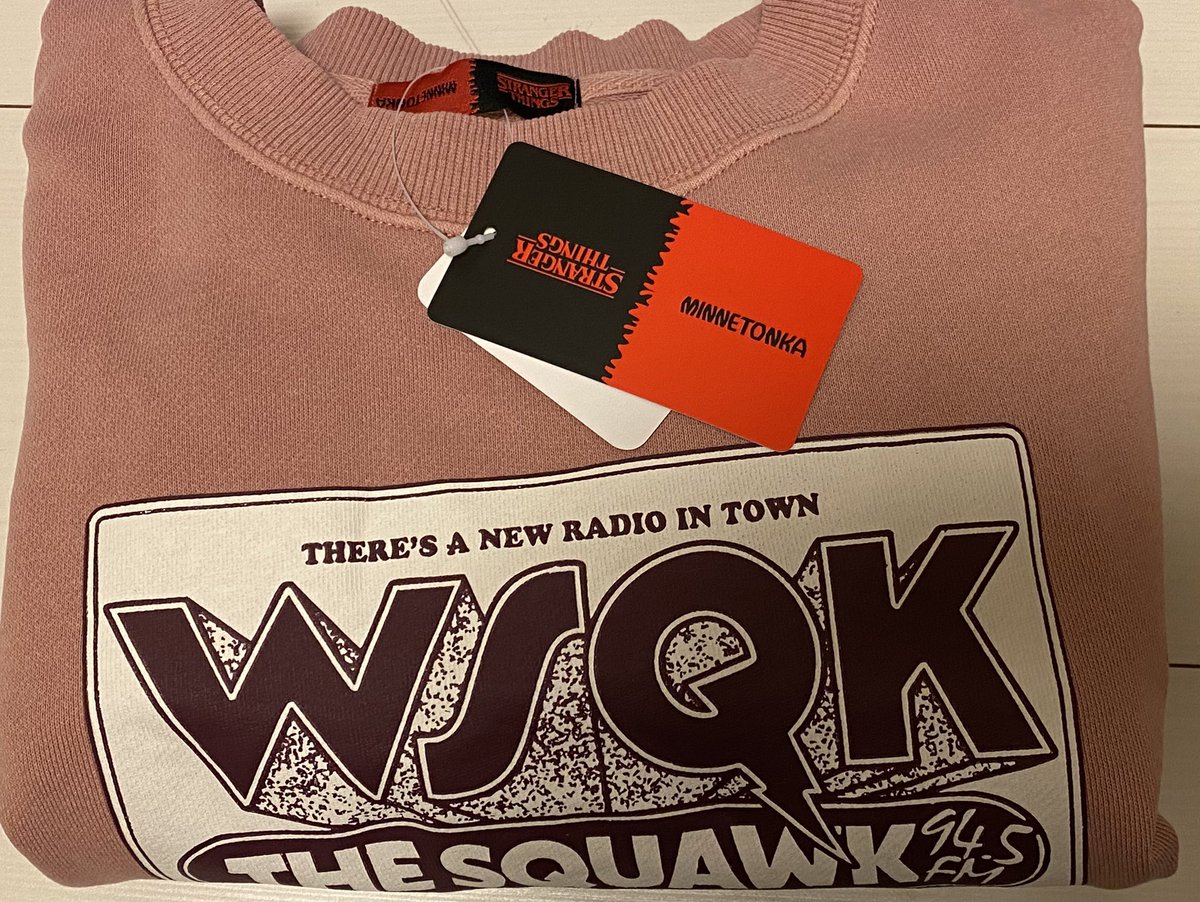 MINNETONKA
STRANGER
THINGS
STRANGER
THINGS
MINNETONKA
THERE'S A NEW RADIO IN TOWN
WSQK
THE SQUAWK
94.5
FM